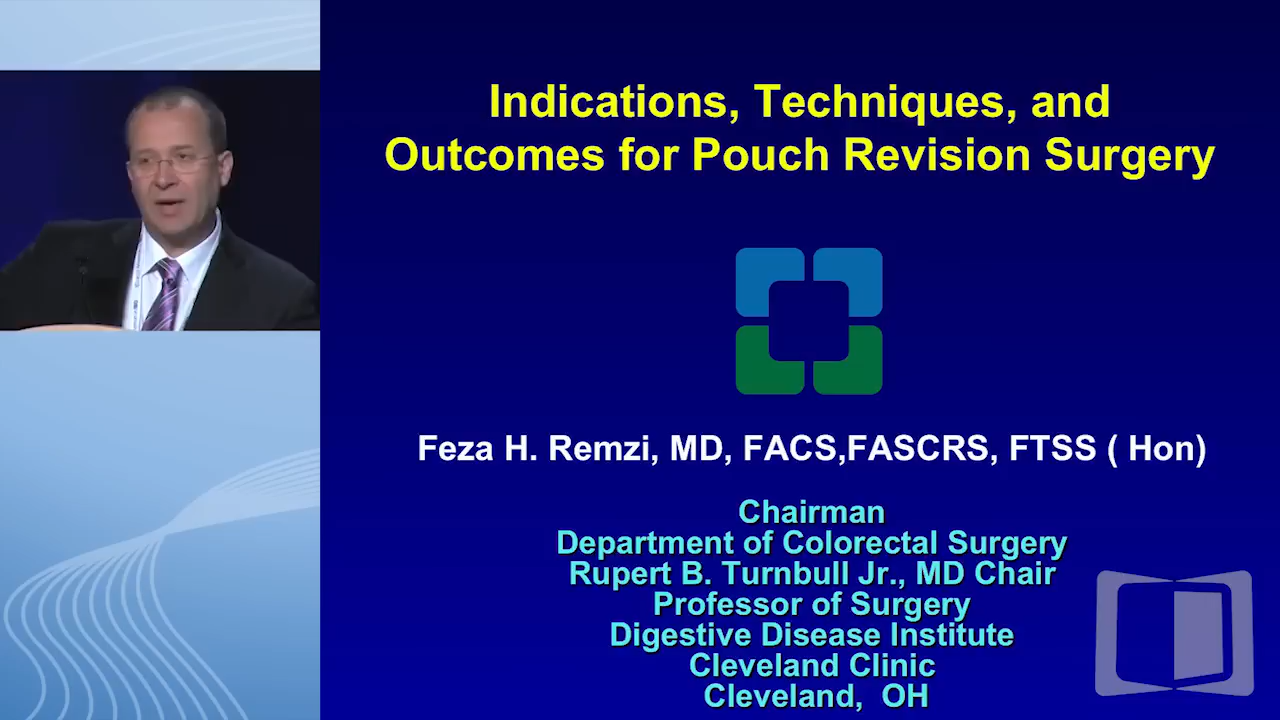 Indications, Techniques, and
Outcomes for Pouch Revision Surgery
Feza H. Remzi, MD, FACS,FASCRS, FTSS ( Hon)
Chairman
Department of Colorectal Surgery
Rupert B. Turnbull Jr., MD Chair
Professor of Surgery
Digestive Disease Institute
Cleveland Clinic
Cleveland, OH